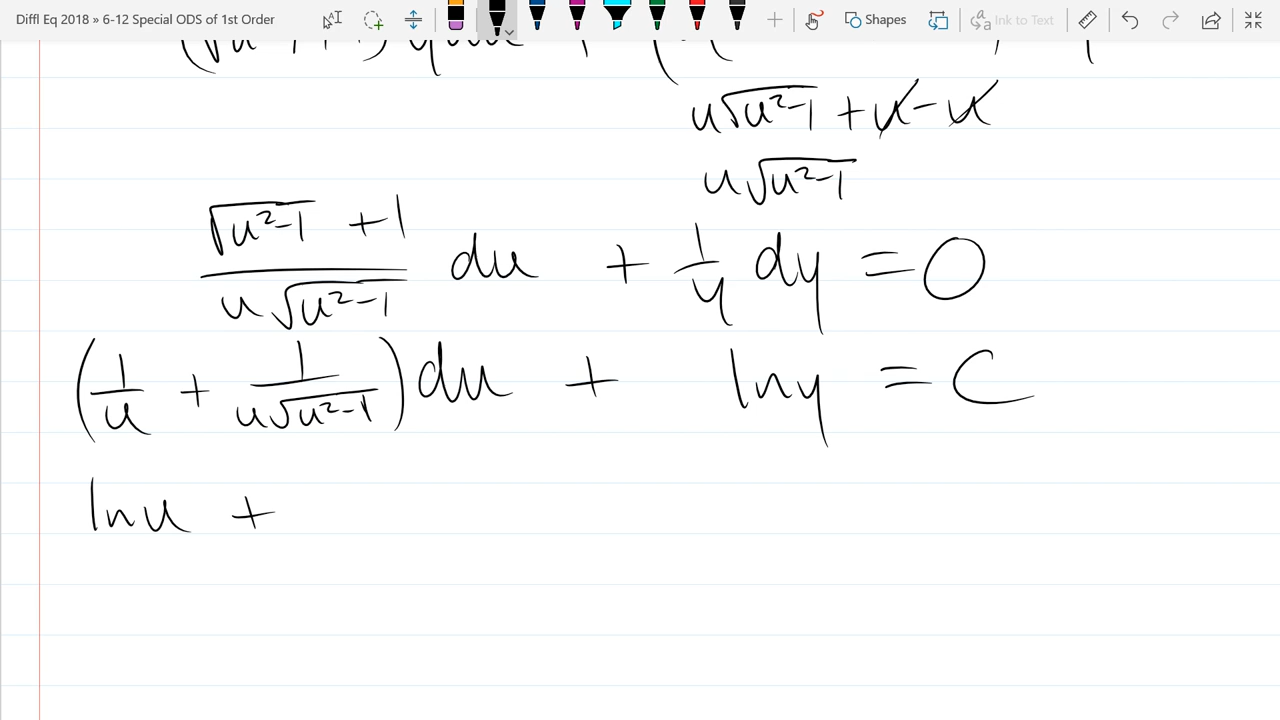 Diffl Eq 2018 » 6-12 Special ODS of 1st Order
Shapes
Ink to Text
u√(u²-1) + u - u
u√(u²-1)
(√(u²-1) + 1)/(u√(u²-1)) du + 1/y dy = 0
(1/u + 1/(u√(u²-1))) du + ln y = C
ln u +